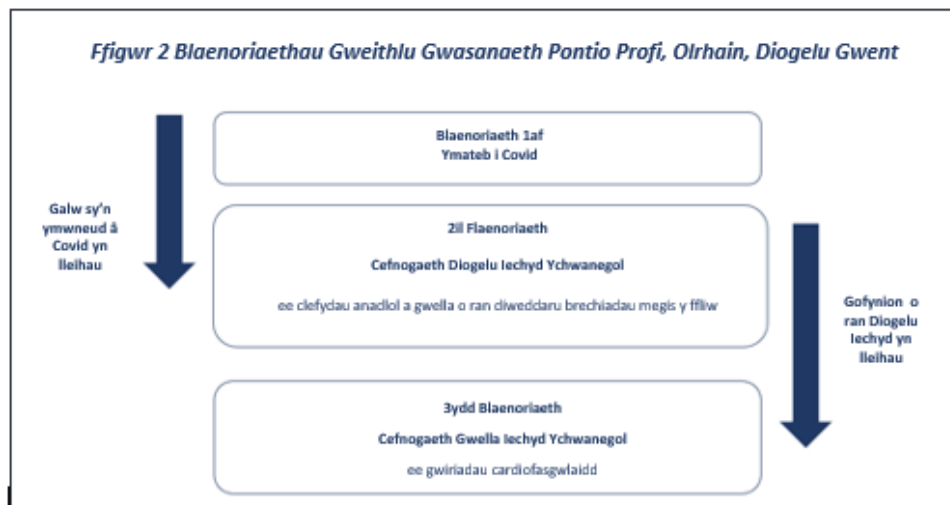 Ffigwr 2 Blaenoriaethau Gweithlu Gwasanaeth Pontio Profi, Olrhain, Diogelu Gwent
Blaenoriaeth 1af
Ymateb i Covid
Galw sy'n
ymwneud â
Covid yn
lleihau
2il Flaenoriaeth
Cefnogaeth Diogelu Iechyd Ychwanegol
ee clefydau anadlol a gwella o ran diweddaru brechiadau megis y ffliw
Gofynion o
ran Diogelu
Iechyd yn
lleihau
3ydd Blaenoriaeth
Cefnogaeth Gwella Iechyd Ychwanegol
ee gwiriadau cardiofasgwlaidd